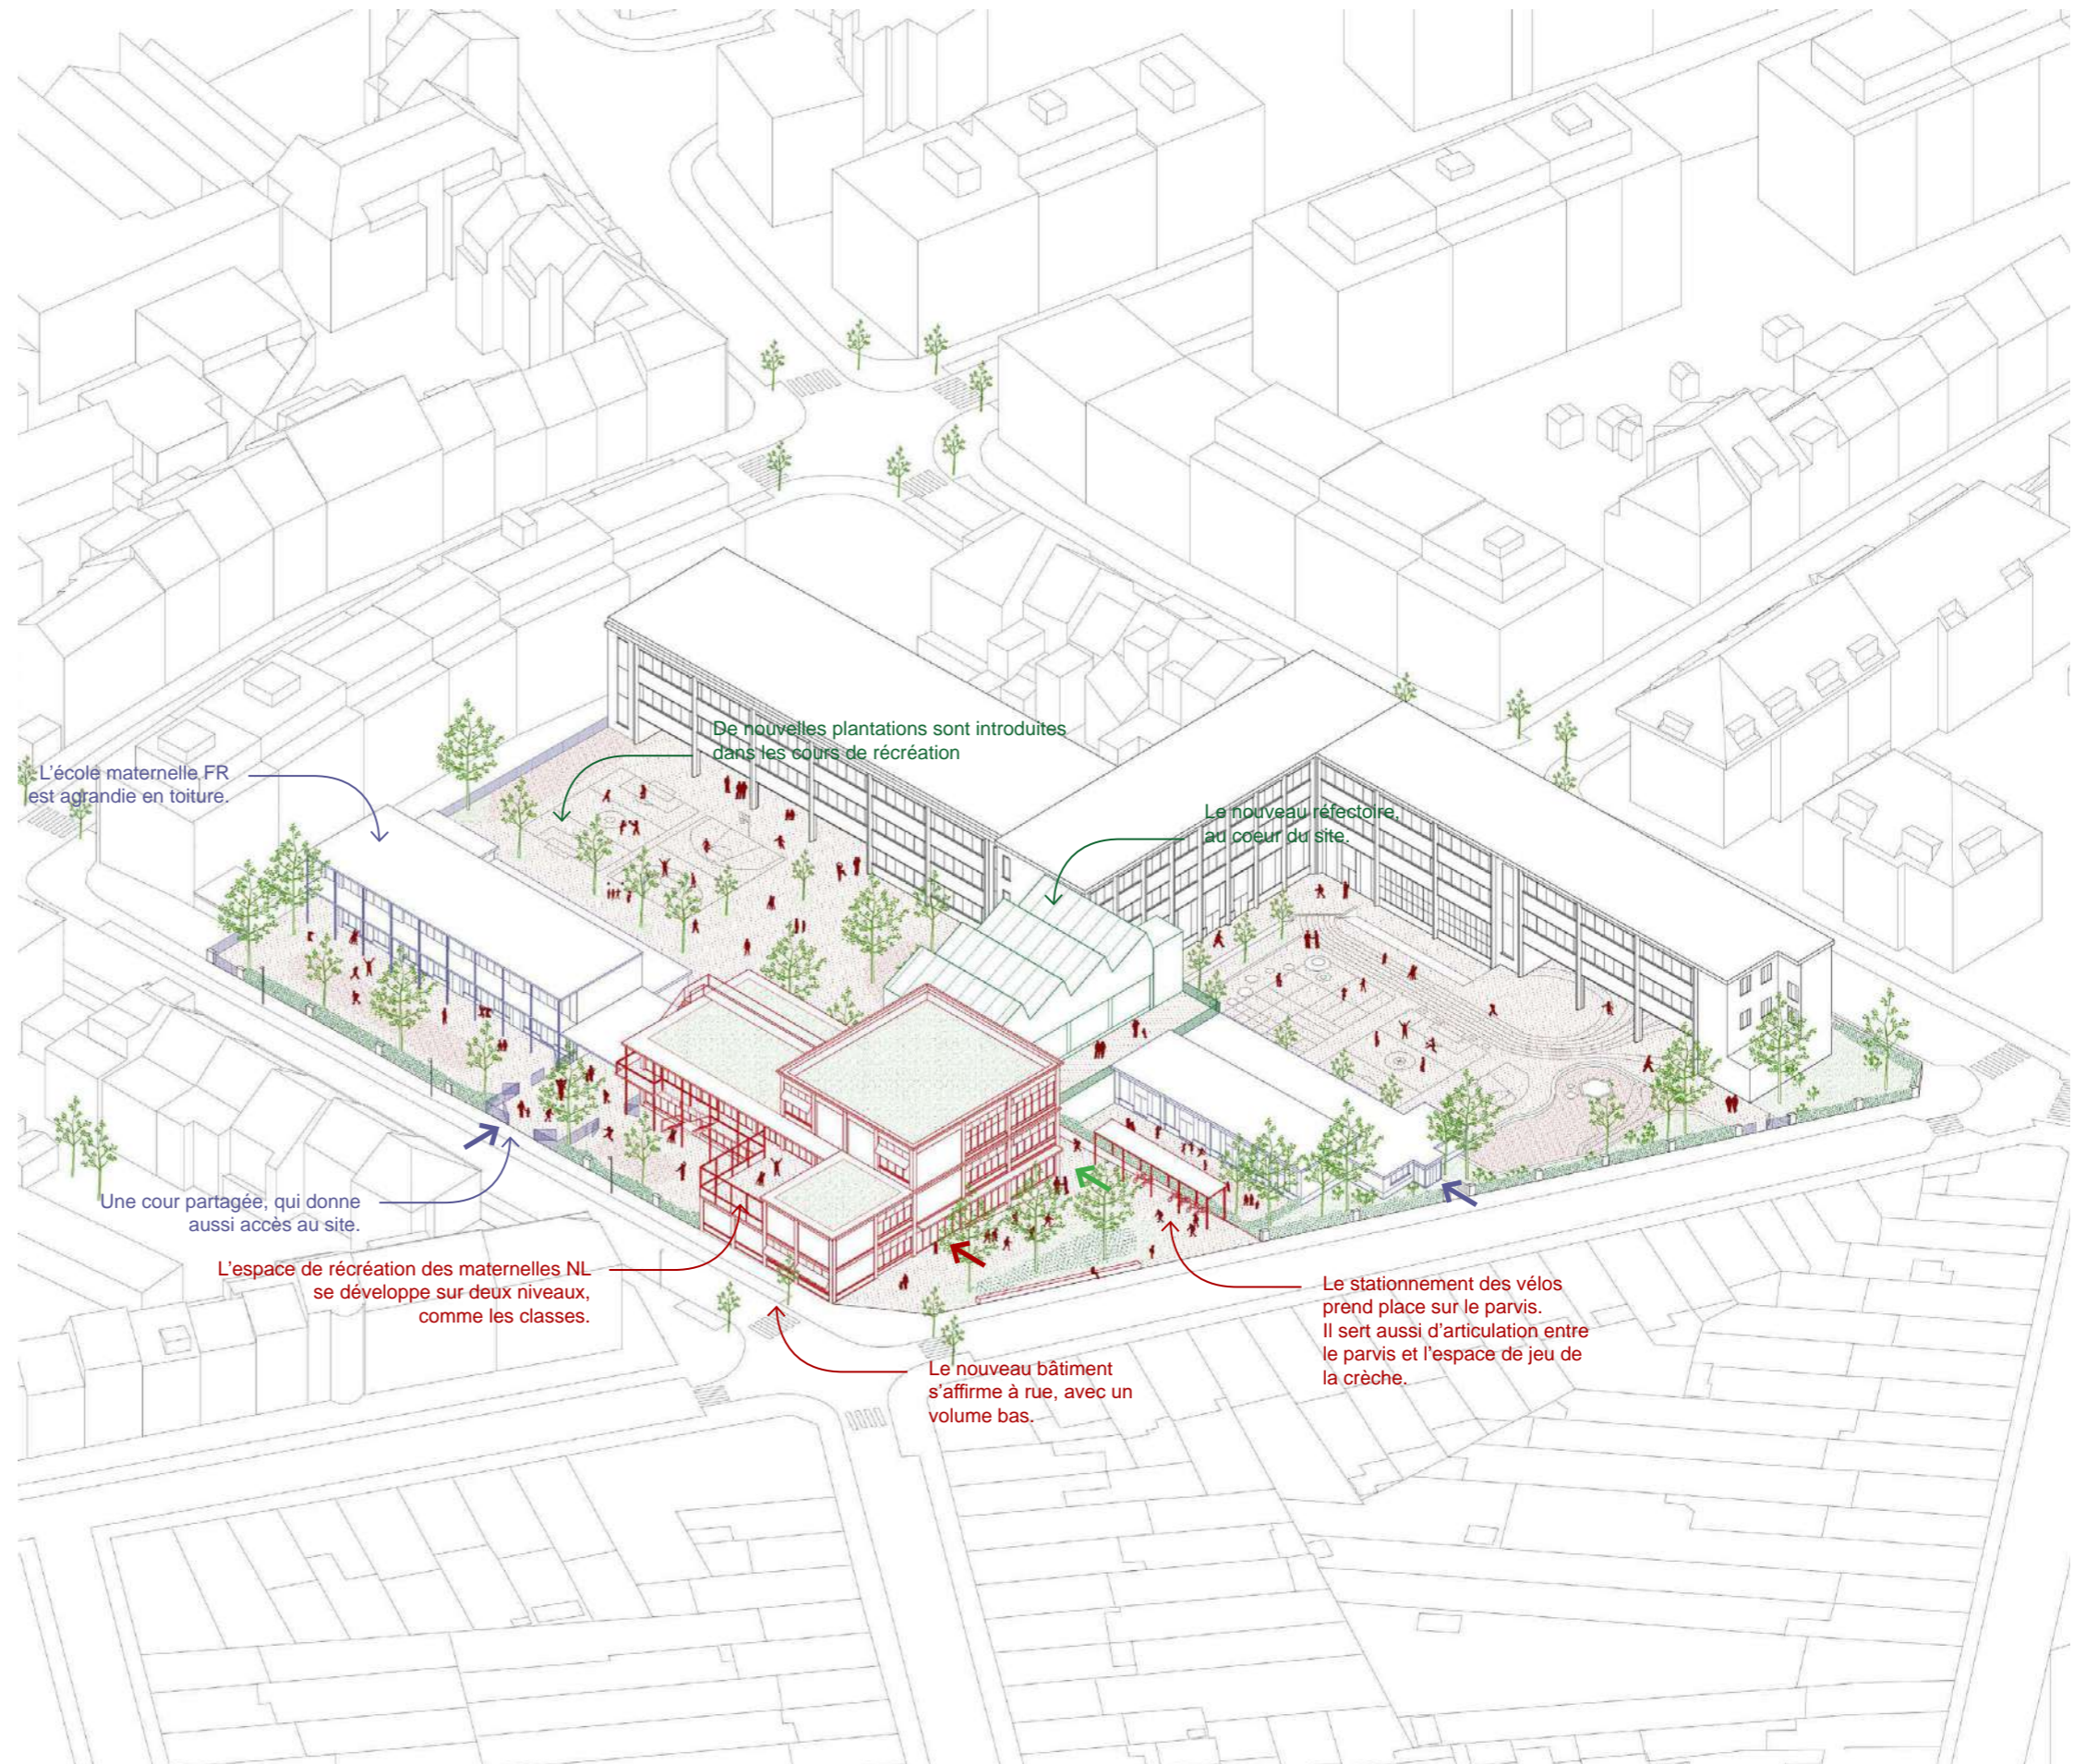 De nouvelles plantations sont introduites
dans les cours de récréation
L'école maternelle FR
est agrandie en toiture.
Le nouveau réfectoire,
au coeur du site.
Une cour partagée, qui donne
aussi accès au site.
L'espace de récréation des maternelles NL
se développe sur deux niveaux,
comme les classes.
Le stationnement des vélos
prend place sur le parvis.
Il sert aussi d'articulation entre
le parvis et l'espace de jeu de
la crèche.
Le nouveau bâtiment
s'affirme à rue, avec un
volume bas.